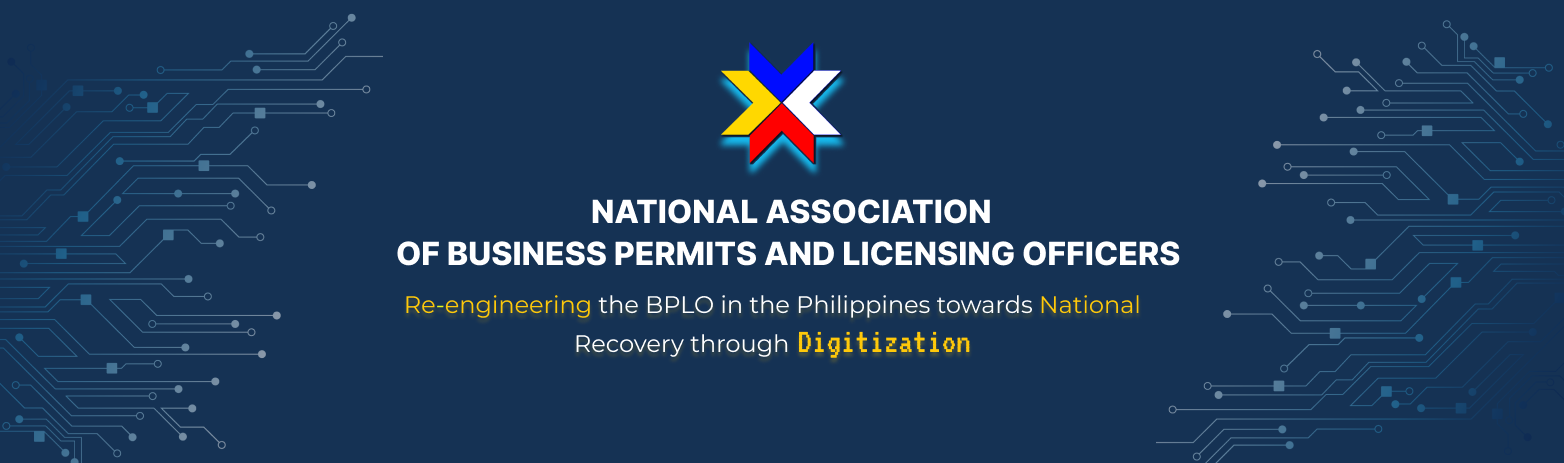 NATIONAL ASSOCIATION
OF BUSINESS PERMITS AND LICENSING OFFICERS
Re-engineering the BPLO in the Philippines towards National
Recovery through Digitization